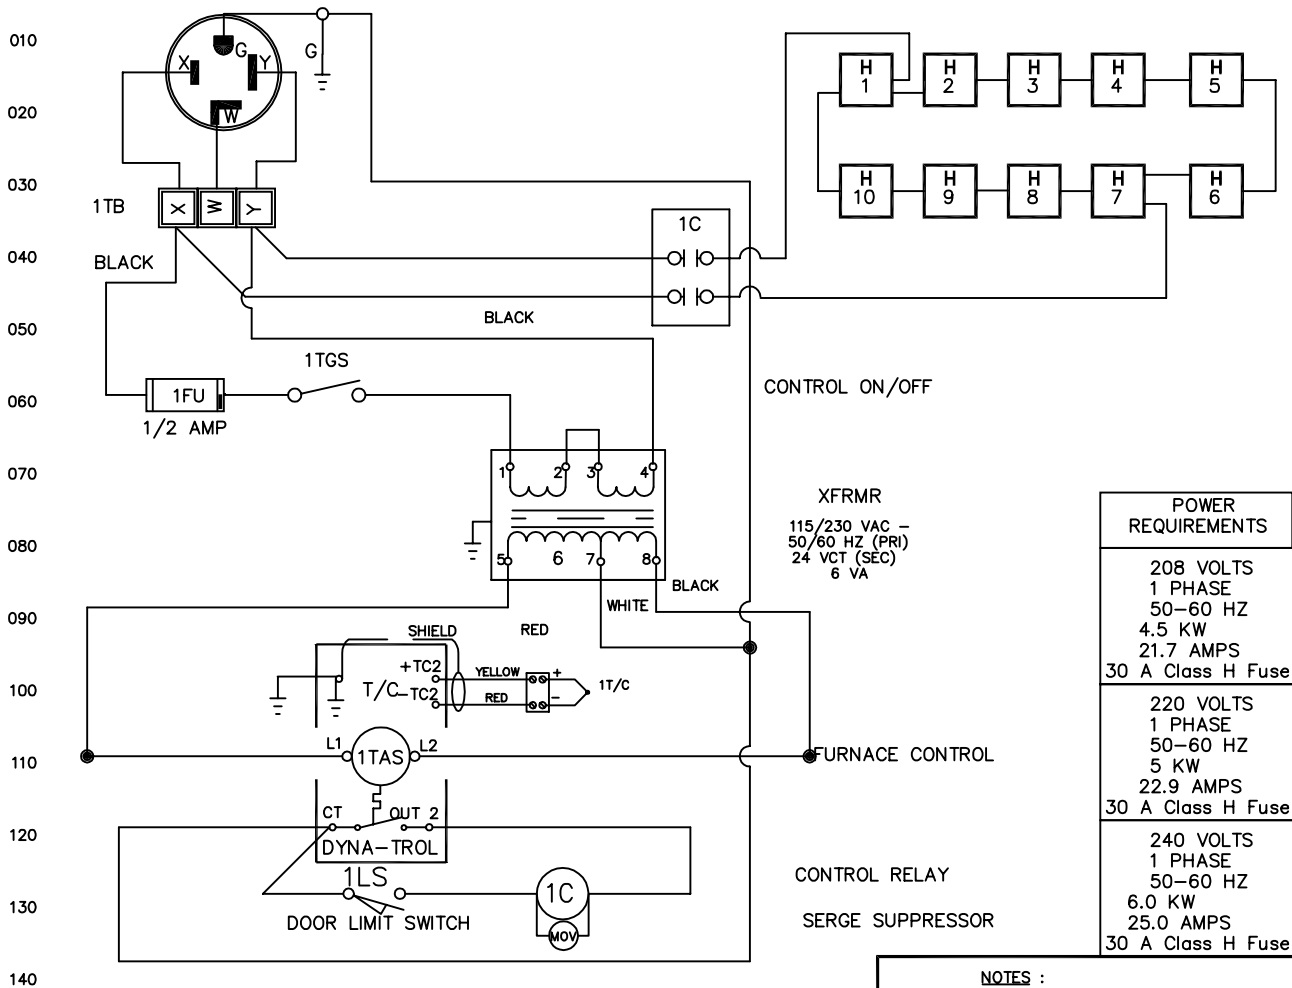 010
020
030
040
050
060
070
080
090
100
110
120
130
140
G
X
G
Y
W
1TB
X
W
Y
BLACK
1C
BLACK
H
1
H
2
H
3
H
4
H
5
H
10
H
9
H
8
H
7
H
6
1TGS
1FU
1/2 AMP
CONTROL ON/OFF
1
2
3
4
5
6
7
8
XFRMR
115/230 VAC –
50/60 HZ (PRI)
24 VCT (SEC)
6 VA
BLACK
WHITE
RED
SHIELD
+TC2
T/C
–TC2
YELLOW
RED
+
–
1T/C
L1
1TAS
L2
FURNACE CONTROL
CT
OUT 2
DYNA–TROL
1LS
DOOR LIMIT SWITCH
1C
MOV
CONTROL RELAY
SERGE SUPPRESSOR
POWER
REQUIREMENTS
208 VOLTS
1 PHASE
50–60 HZ
4.5 KW
21.7 AMPS
30 A Class H Fuse
220 VOLTS
1 PHASE
50–60 HZ
5 KW
22.9 AMPS
30 A Class H Fuse
240 VOLTS
1 PHASE
50–60 HZ
6.0 KW
25.0 AMPS
30 A Class H Fuse
NOTES :